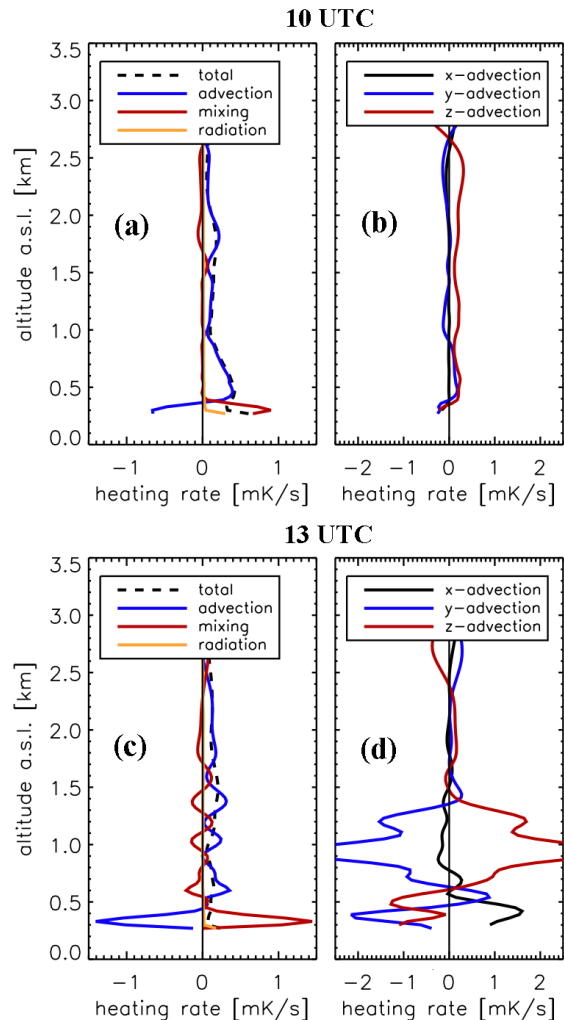 10 UTC
3.5
3.0
2.5
2.0
1.5
1.0
0.5
0.0
altitude a.s.l. [km]
total
advection
mixing
radiation
(a)
−1 0 1
heating rate [mK/s]
x−advection
y−advection
z−advection
(b)
−2 −1 0 1 2
heating rate [mK/s]
13 UTC
3.5
3.0
2.5
2.0
1.5
1.0
0.5
0.0
altitude a.s.l. [km]
total
advection
mixing
radiation
(c)
−1 0 1
heating rate [mK/s]
x−advection
y−advection
z−advection
(d)
−2 −1 0 1 2
heating rate [mK/s]